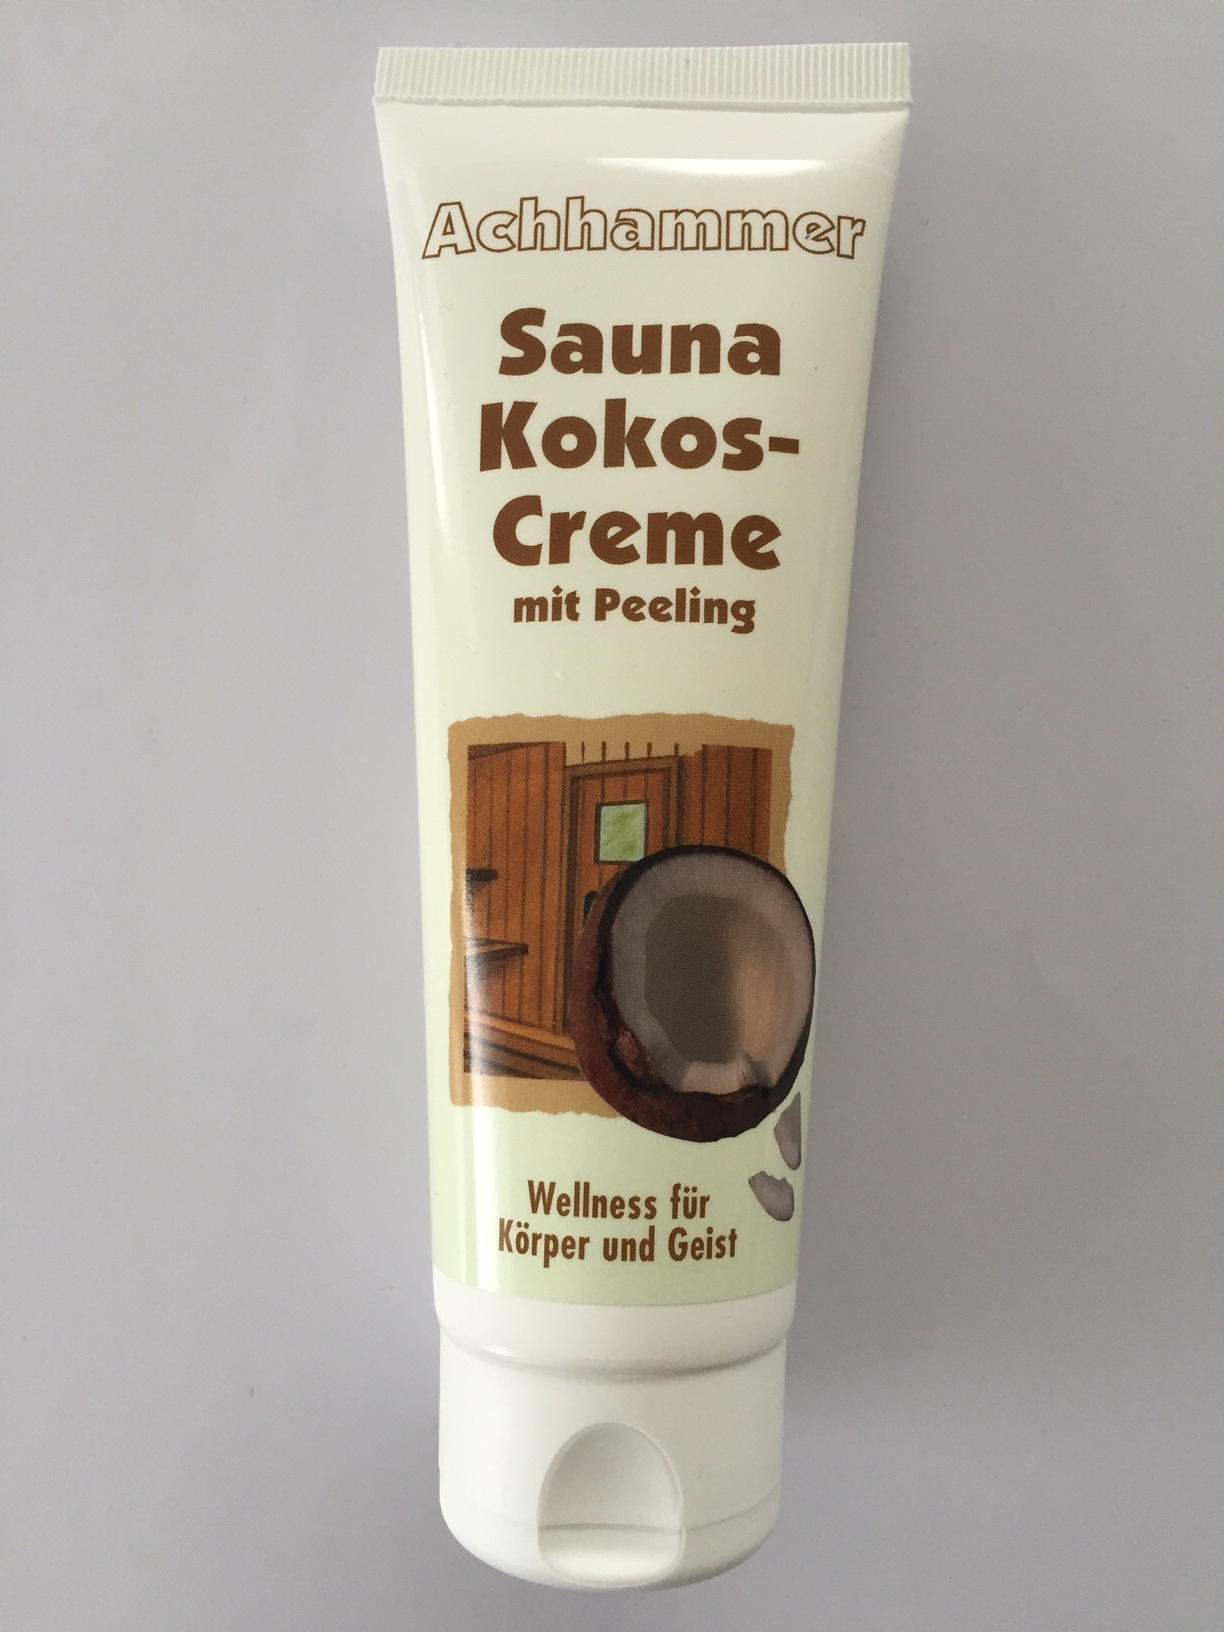 Achhammer
Sauna
Kokos-
Creme
mit Peeling
Wellness für
Körper und Geist